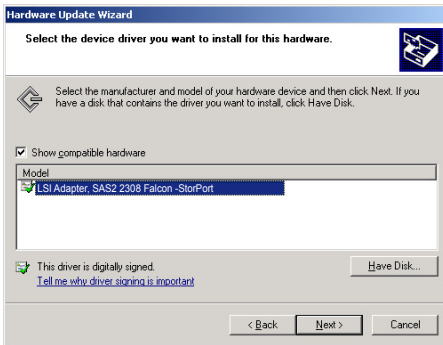 Hardware Update Wizard
Select the device driver you want to install for this hardware.
Select the manufacturer and model of your hardware device and then click Next. If you
have a disk that contains the driver you want to install, click Have Disk.
Show compatible hardware
Model
LSI Adapter, SAS2 2308 Falcon -StorPort
This driver is digitally signed.
Tell me why driver signing is important
Have Disk...
< Back
Next >
Cancel